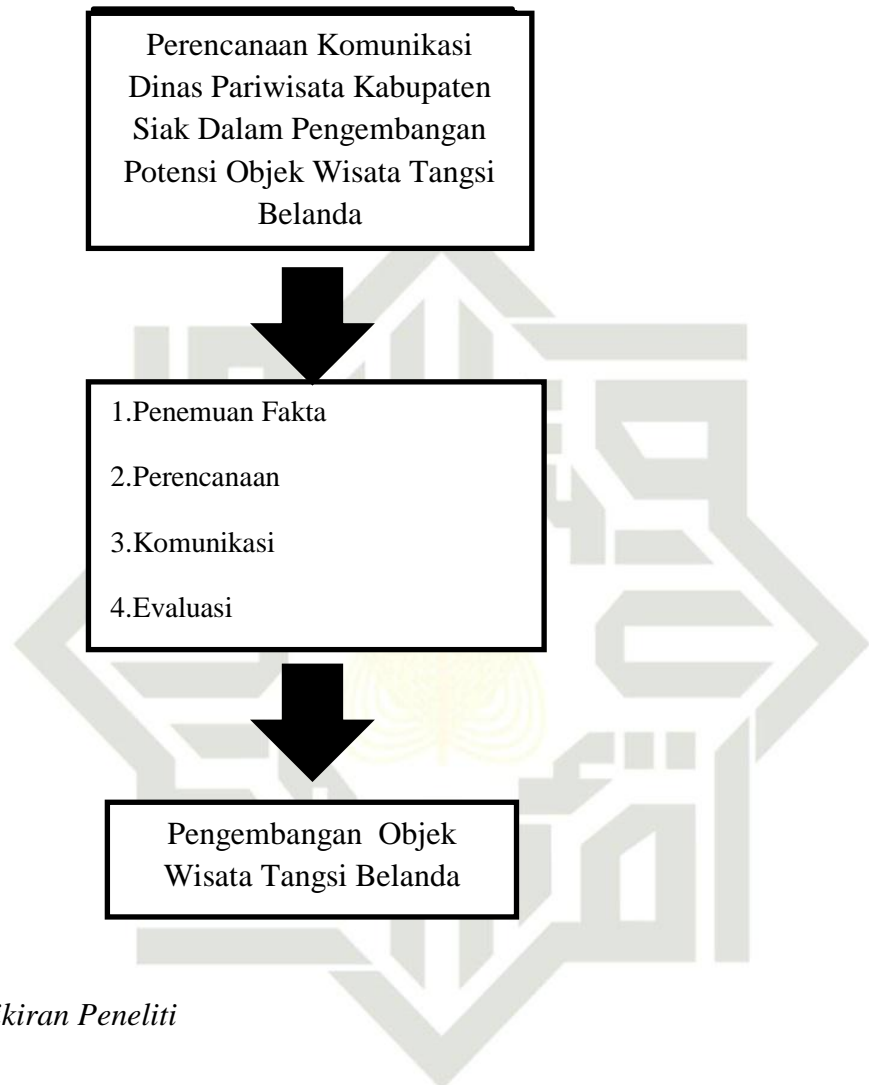 Perencanaan Komunikasi
Dinas Pariwisata Kabupaten
Siak Dalam Pengembangan
Potensi Objek Wisata Tangsi
Belanda
1.Penemuan Fakta
2.Perencanaan
3.Komunikasi
4.Evaluasi
Pengembangan Objek
Wisata Tangsi Belanda
kiran Peneliti